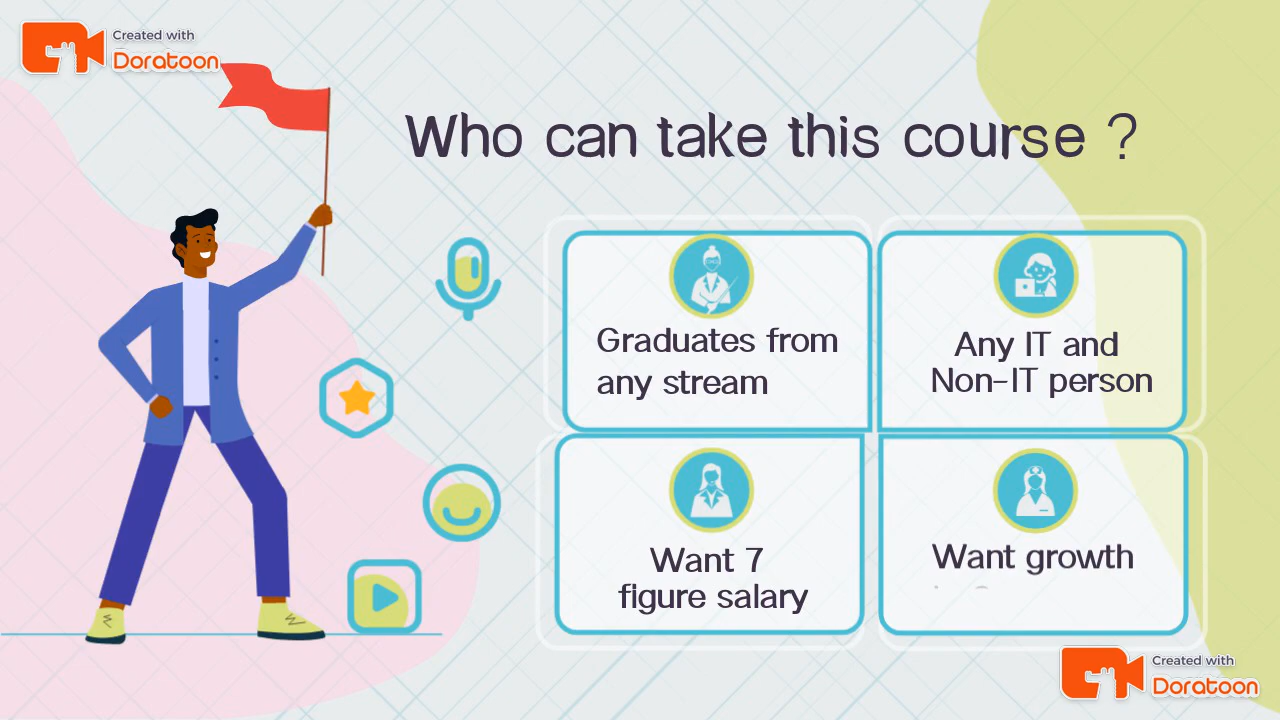 Created with
Doratoon
Who can take this course ?
Graduates from
any stream
Any IT and
Non-IT person
Want 7
figure salary
Want growth
Created with
Doratoon